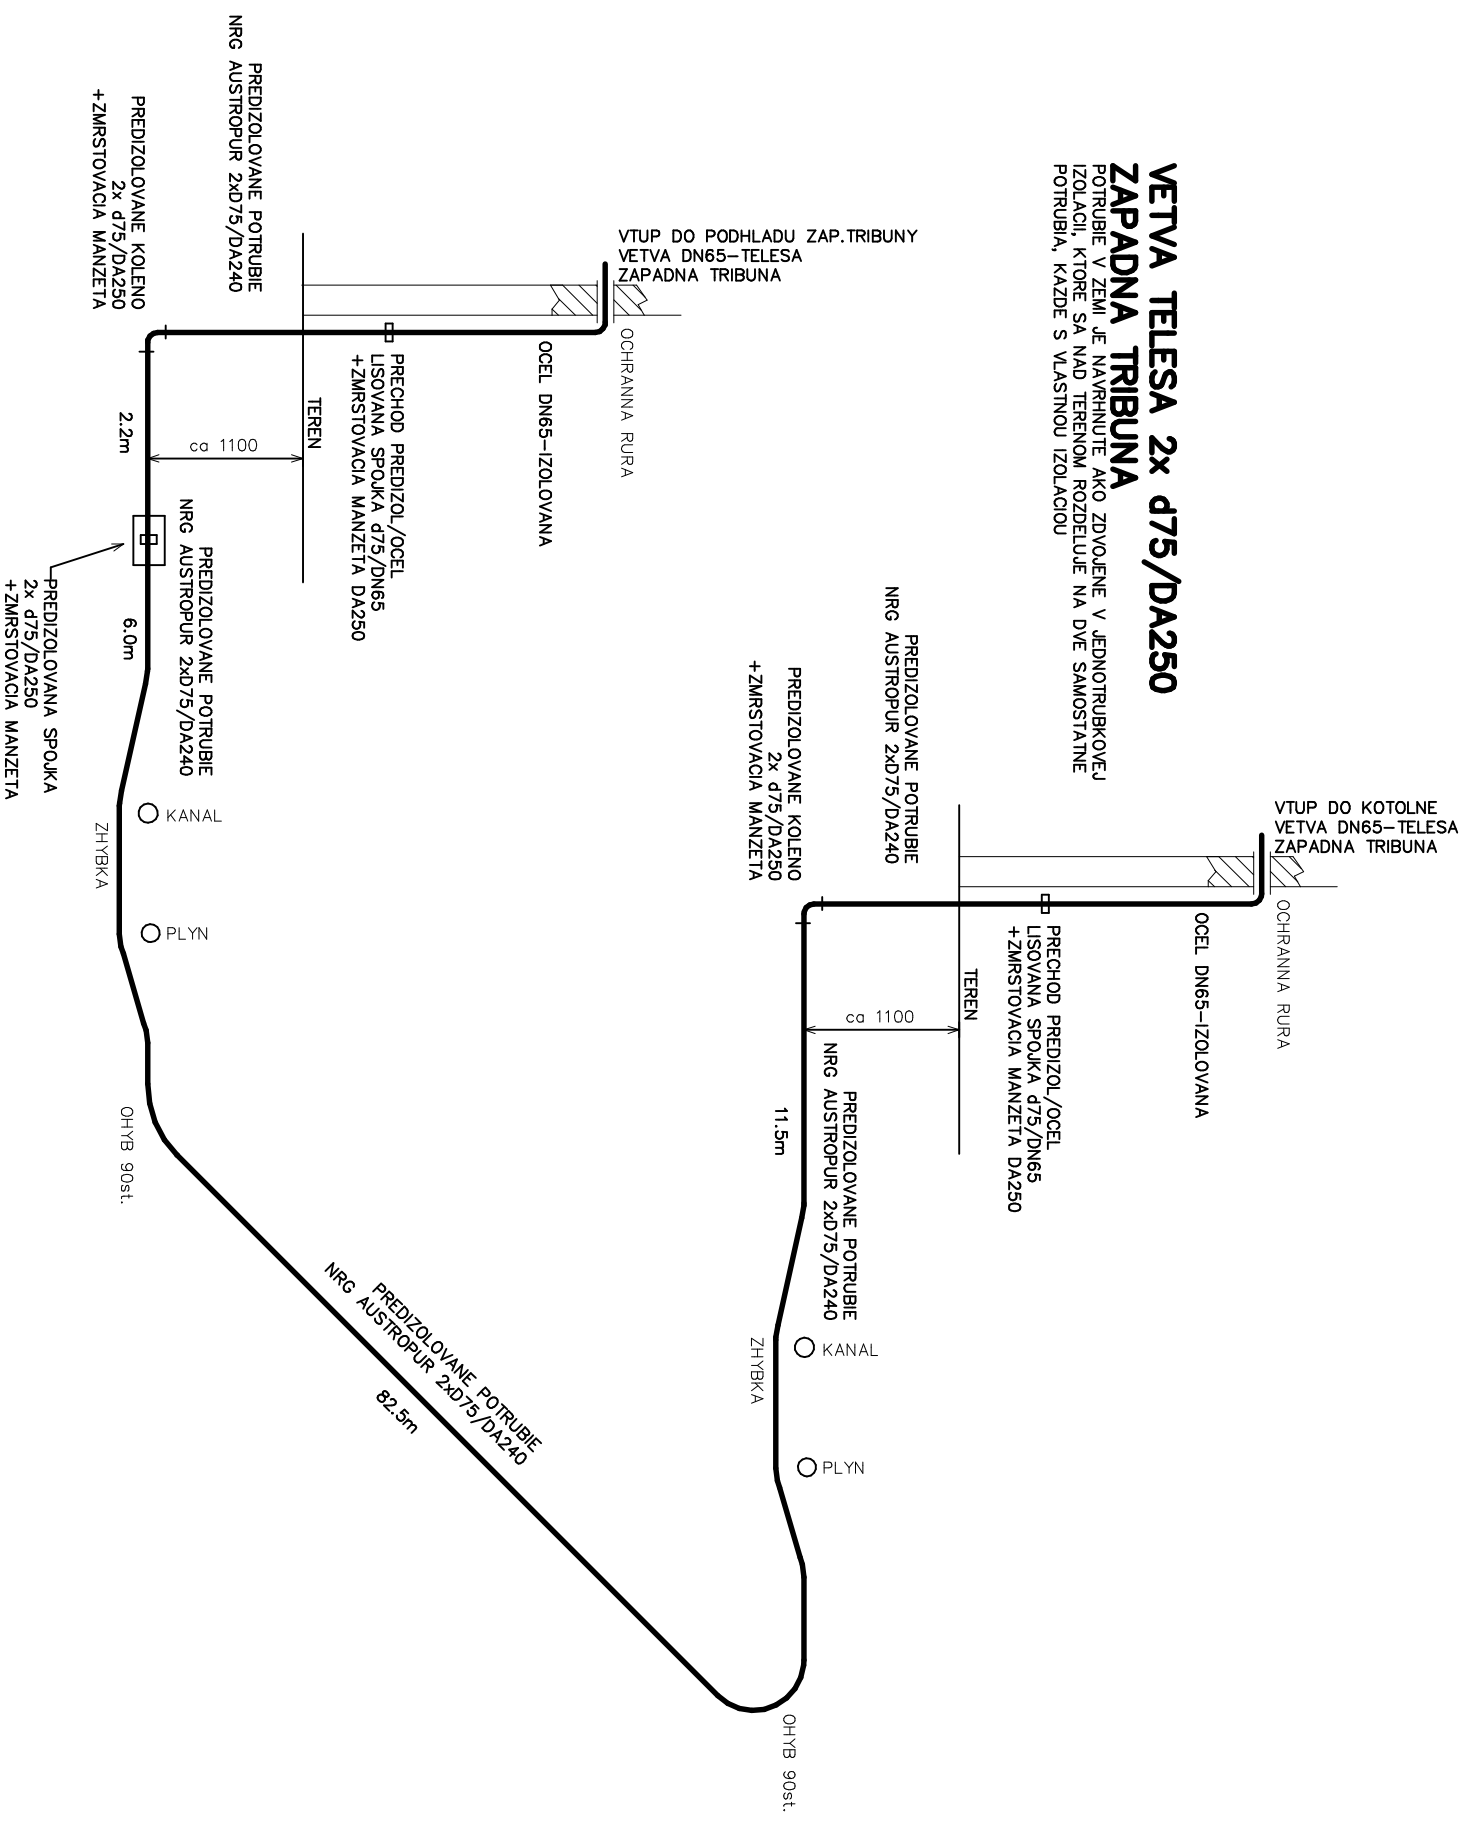 VETVA TELESA 2x d75/DA250
ZAPADNA TRIBUNA
POTRUBIE V ZEMI JE NAVRHNUTE AKO ZDVOJENE V JEDNOTRUBKOVEJ
IZOLACII, KTORE SA NAD TERENOM ROZDELUJE NA DVE SAMOSTATNE
POTRUBIA, KAZDE S VLASTNOU IZOLACIOU
VTUP DO KOTOLNE
VETVA DN65-TELESA
ZAPADNA TRIBUNA
OCHRANNA RURA
OCEL DN65-IZOLOVANA
PRECHOD PREDIZOL/OCEL
LISOVANA SPOJKA d75/DN65
+ZMRSTOVACIA MANZETA DA250
TEREN
PREDIZOLOVANE POTRUBIE
NRG AUSTROPUR 2xD75/DA240
PREDIZOLOVANE KOLENO
2x d75/DA250
+ZMRSTOVACIA MANZETA
ca 1100
PREDIZOLOVANE POTRUBIE
NRG AUSTROPUR 2xD75/DA240
11.5m
KANAL
ZHYBKA
PLYN
OHYB 90st.
VTUP DO PODHLADU ZAP.TRIBUNY
VETVA DN65-TELESA
ZAPADNA TRIBUNA
OCHRANNA RURA
OCEL DN65-IZOLOVANA
PRECHOD PREDIZOL/OCEL
LISOVANA SPOJKA d75/DN65
+ZMRSTOVACIA MANZETA DA250
TEREN
PREDIZOLOVANE POTRUBIE
NRG AUSTROPUR 2xD75/DA240
PREDIZOLOVANE KOLENO
2x d75/DA250
+ZMRSTOVACIA MANZETA
2.2m
ca 1100
PREDIZOLOVANE POTRUBIE
NRG AUSTROPUR 2xD75/DA240
6.0m
PREDIZOLOVANA SPOJKA
2x d75/DA250
+ZMRSTOVACIA MANZETA
KANAL
ZHYBKA
PLYN
OHYB 90st.
PREDIZOLOVANE POTRUBIE
NRG AUSTROPUR 2xD75/DA240
82.5m